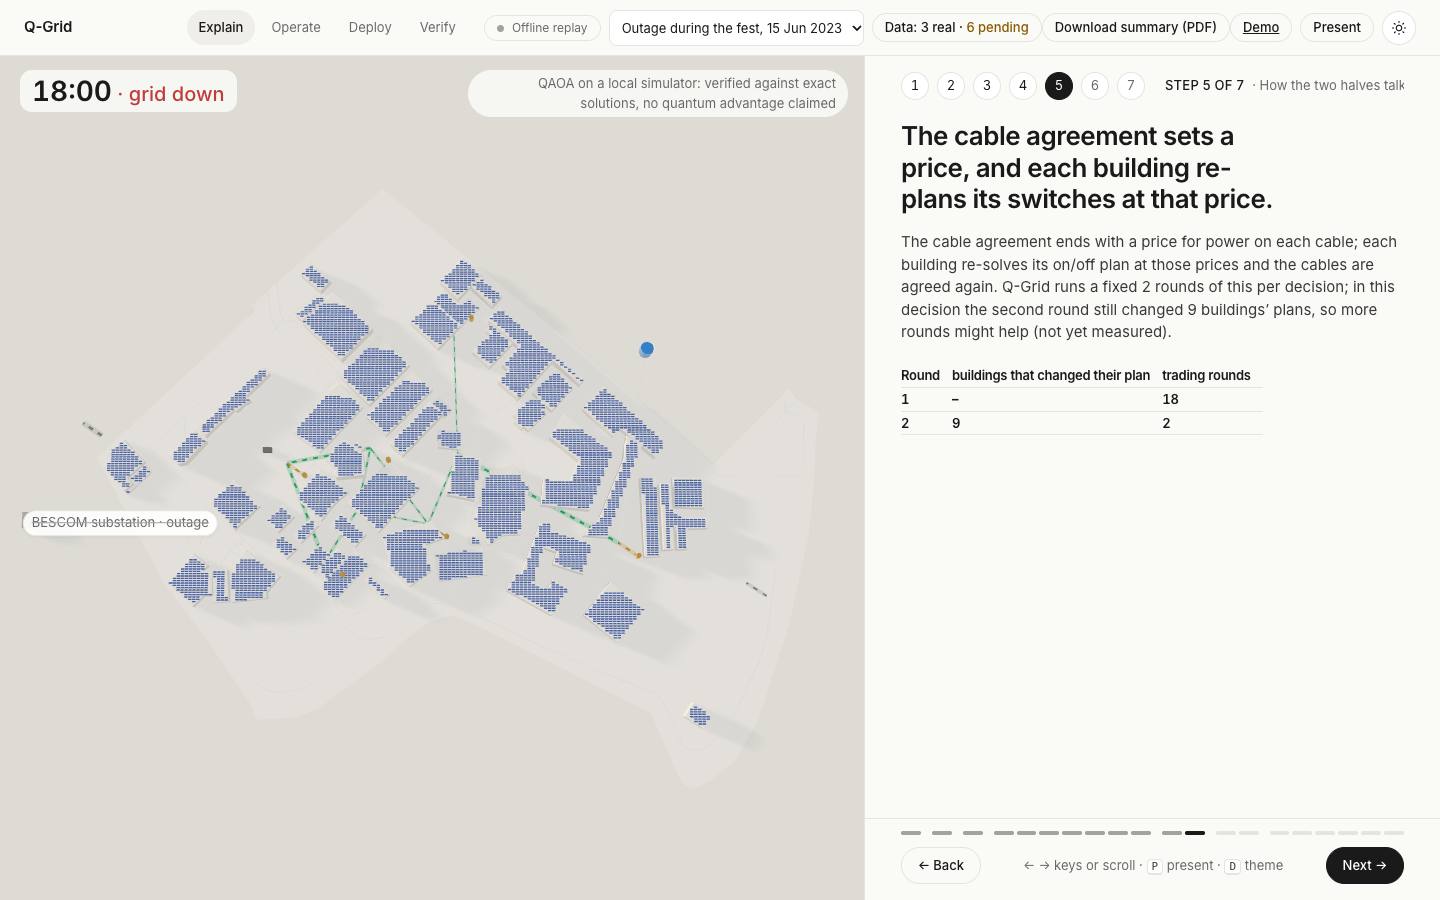 Q-Grid
Explain
Operate
Deploy
Verify
Offline replay
Outage during the fest, 15 Jun 2023
Data: 3 real · 6 pending
Download summary (PDF)
Demo
Present
18:00 · grid down
QAOA on a local simulator: verified against exact
solutions, no quantum advantage claimed
BESCOM substation · outage
1 2 3 4 5 6 7 STEP 5 OF 7 · How the two halves talk
The cable agreement sets a
price, and each building re-
plans its switches at that price.
The cable agreement ends with a price for power on each cable; each
building re-solves its on/off plan at those prices and the cables are
agreed again. Q-Grid runs a fixed 2 rounds of this per decision; in this
decision the second round still changed 9 buildings’ plans, so more
rounds might help (not yet measured).
Round buildings that changed their plan trading rounds
1 – 18
2 9 2
← Back
← → keys or scroll · P present · D theme
Next →